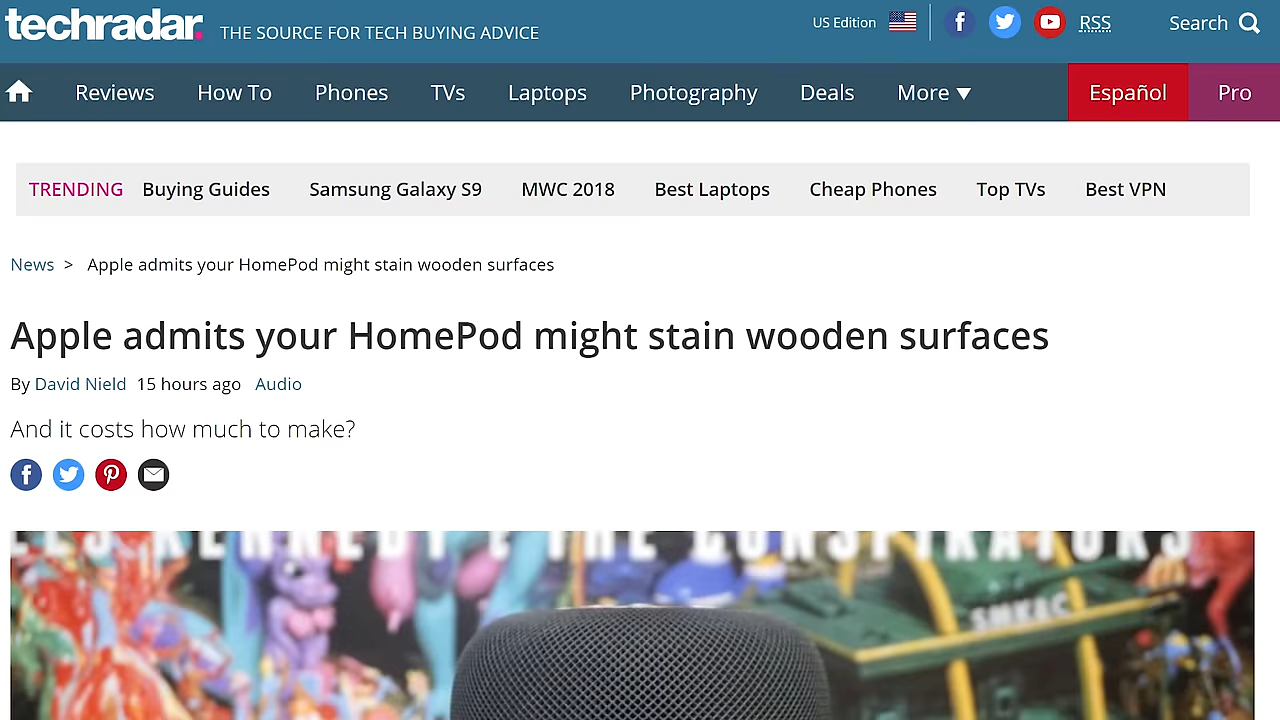 techradar. THE SOURCE FOR TECH BUYING ADVICE US Edition RSS Search
Reviews How To Phones TVs Laptops Photography Deals More Español Pro
TRENDING Buying Guides Samsung Galaxy S9 MWC 2018 Best Laptops Cheap Phones Top TVs Best VPN
News > Apple admits your HomePod might stain wooden surfaces
Apple admits your HomePod might stain wooden surfaces
By David Nield 15 hours ago Audio
And it costs how much to make?
KENNEDY & THE CONSPIRATORS